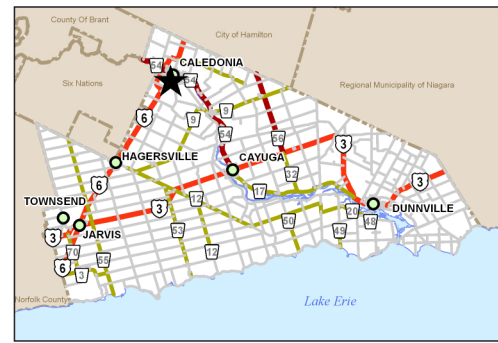 County Of Brant
City of Hamilton
CALEDONIA
54
54
Six Nations
Regional Municipality of Niagara
6
9
9
54
56
3
HAGERSVILLE
CAYUGA
6
32
3
17
12
TOWNSEND
3
DUNNVILLE
20
50
48
3
JARVIS
53
49
70
12
6
55
3
Norfolk County
Lake Erie